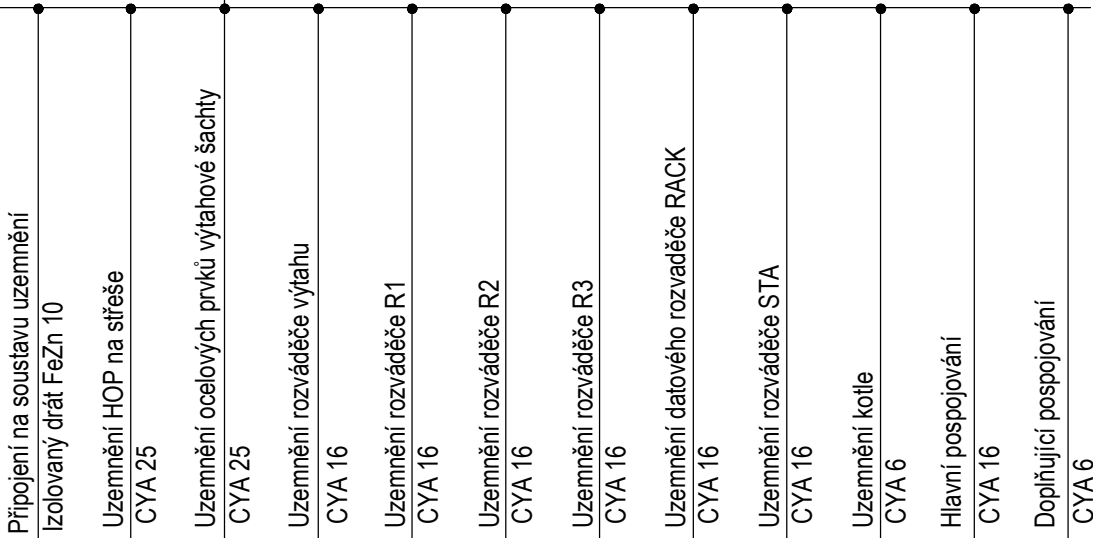 Připojení na soustavu uzemnění
Izolovaný drát FeZn 10
Uzemnění HOP na střeše
CYA 25
Uzemnění ocelových prvků výtahové šachty
CYA 25
Uzemnění rozváděče výtahu
CYA 16
Uzemnění rozváděče R1
CYA 16
Uzemnění rozváděče R2
CYA 16
Uzemnění rozváděče R3
CYA 16
Uzemnění datového rozvaděče RACK
CYA 16
Uzemnění rozváděče STA
CYA 16
Uzemnění kotle
CYA 6
Hlavní pospojování
CYA 16
Doplňující pospojování
CYA 6